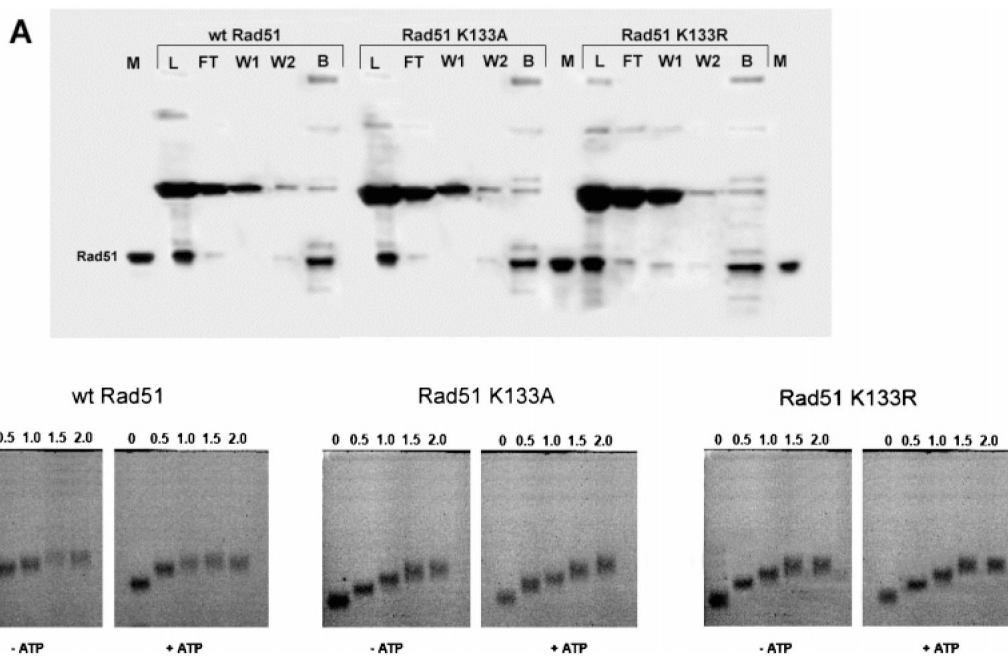 A
wt Rad51 Rad51 K133A Rad51 K133R
M L FT W1 W2 B L FT W1 W2 B M L FT W1 W2 B M
Rad51
wt Rad51 Rad51 K133A Rad51 K133R
0.5 1.0 1.5 2.0 0 0.5 1.0 1.5 2.0 0 0.5 1.0 1.5 2.0 0 0.5 1.0 1.5 2.0 0 0.5 1.0 1.5 2.0 0 0.5 1.0 1.5 2.0
- ATP + ATP - ATP + ATP - ATP + ATP